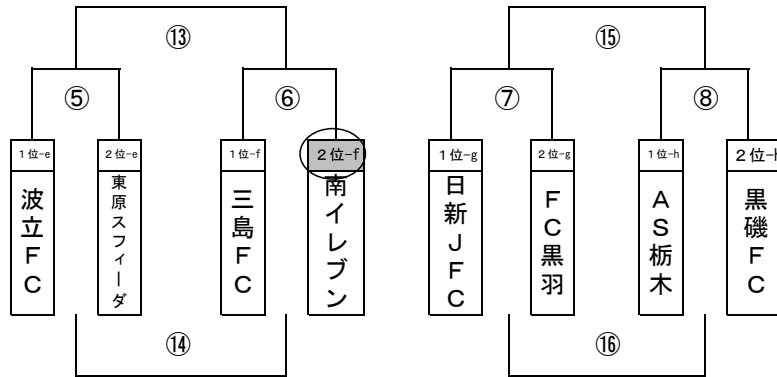 ⑬ ⑮
⑤ ⑥ ⑦ ⑧
1位-e 2位-e 1位-f 2位-f 1位-g 2位-g 1位-h 2位-h
波立FC
東原スフィーダ
三島FC
南イレブン
日新JFC
FC黒羽
AS栃木
黒磯FC
⑭ ⑯